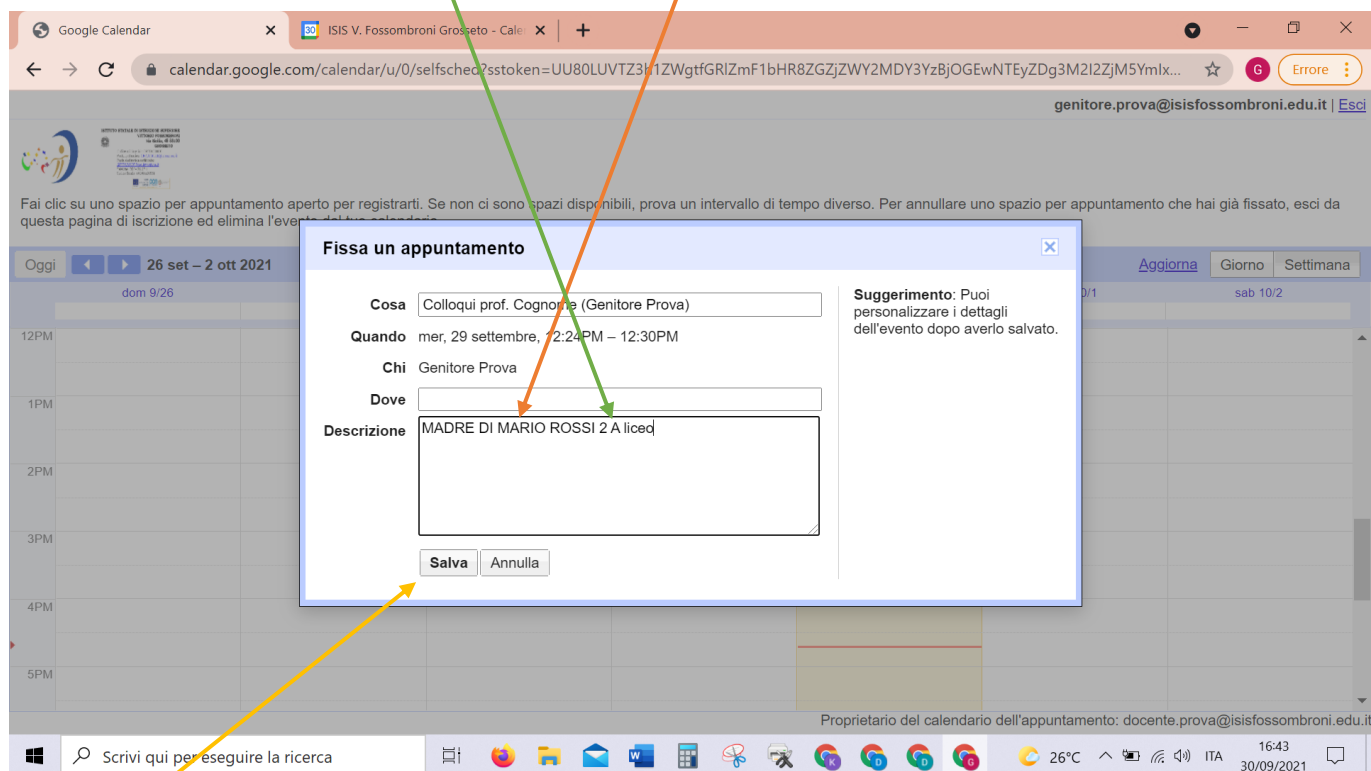 Google Calendar
30 ISIS V. Fossombroni Grosseto - Cale
calendar.google.com/calendar/u/0/
Errore
genitore.prova@isisfossombroni.edu.it | Esci
Fai clic su uno spazio per appuntamento aperto per registrarti. Se non ci sono spazi disponibili, prova un intervallo di tempo diverso. Per annullare uno spazio per appuntamento che hai già fissato, esci da
questa pagina di iscrizione ed elimina l'evento dal tuo calendario
Fissa un appuntamento
Oggi 26 set – 2 ott 2021 Aggiorna Giorno Settimana
dom 9/26 0/1 sab 10/2
Cosa Colloqui prof. Cognome (Genitore Prova)
Quando mer, 29 settembre, 12:24PM – 12:30PM
Chi Genitore Prova
Dove
Descrizione MADRE DI MARIO ROSSI 2 A liceo
Suggerimento: Puoi
personalizzare i dettagli
dell'evento dopo averlo salvato.
Salva Annulla
12PM
1PM
2PM
3PM
4PM
5PM
Proprietario del calendario dell'appuntamento: docente.prova@isisfossombroni.edu.it
Scrivi qui per eseguire la ricerca
26°C ITA 16:43
30/09/2021